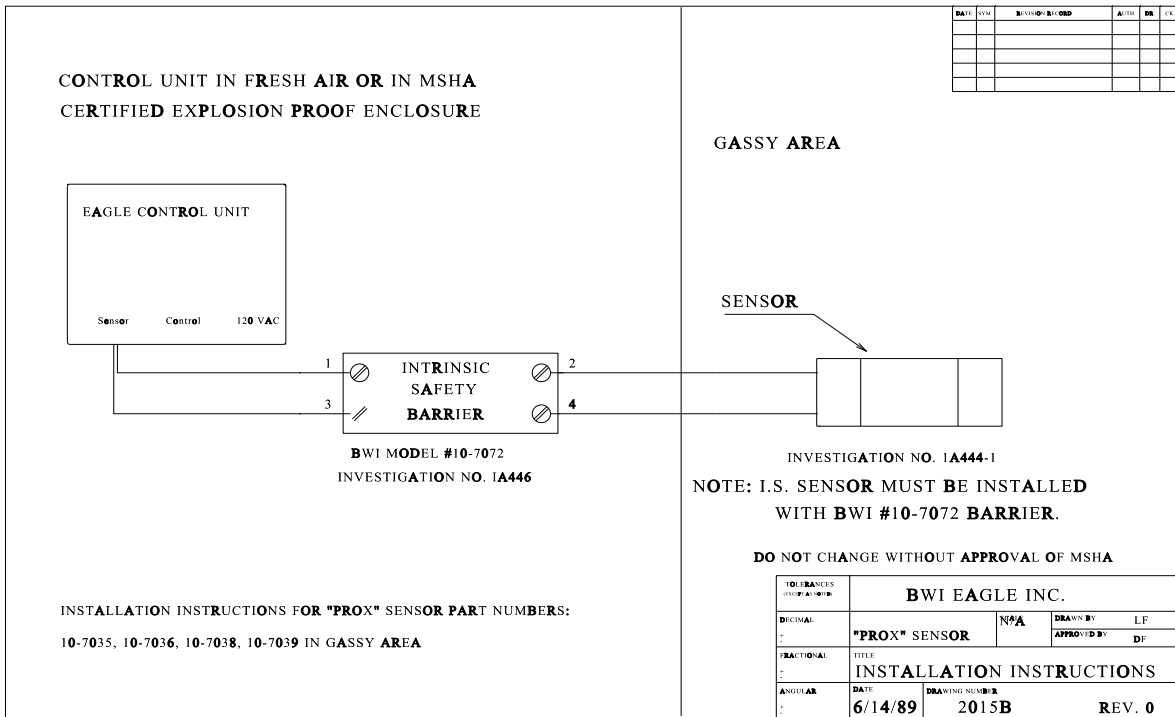 DATE SYM REVISION RECORD AUTH DR CK
CONTROL UNIT IN FRESH AIR OR IN MSHA
CERTIFIED EXPLOSION PROOF ENCLOSURE
GASSY AREA
EAGLE CONTROL UNIT
Sensor Control 120 VAC
SENSOR
1
3
INTRINSIC
SAFETY
BARRIER
2
4
BWI MODEL #10-7072
INVESTIGATION NO. IA446
INVESTIGATION NO. 1A444-1
NOTE: I.S. SENSOR MUST BE INSTALLED
WITH BWI #10-7072 BARRIER.
DO NOT CHANGE WITHOUT APPROVAL OF MSHA
INSTALLATION INSTRUCTIONS FOR "PROX" SENSOR PART NUMBERS:
10-7035, 10-7036, 10-7038, 10-7039 IN GASSY AREA
TOLERANCES
(EXCEPT AS NOTED)
BWI EAGLE INC.
DECIMAL
+
-
"PROX" SENSOR
N/A
DRAWN BY LF
APPROVED BY DF
FRACTIONAL
+
-
TITLE
INSTALLATION INSTRUCTIONS
ANGULAR
+
-
DATE
6/14/89
DRAWING NUMBER
2015B REV. 0